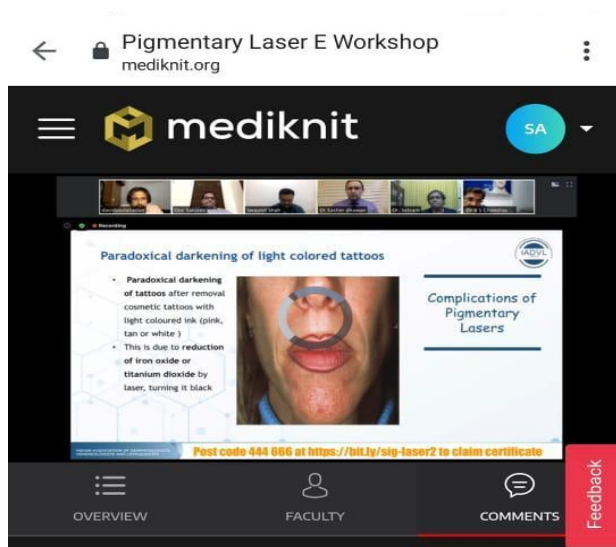 Pigmentary Laser E Workshop
mediknit.org
mediknit
SA
Recording
Paradoxical darkening of light colored tattoos
IADVL
• Paradoxical darkening
of tattoos after removal
cosmetic tattoos with
light coloured ink (pink,
tan or white )
• This is due to reduction
of iron oxide or
titanium dioxide by
laser, turning it black
Complications of
Pigmentary
Lasers
Post code 444 666 at https://bit.ly/sig-laser2 to claim certificate
OVERVIEW
FACULTY
COMMENTS
Feedback